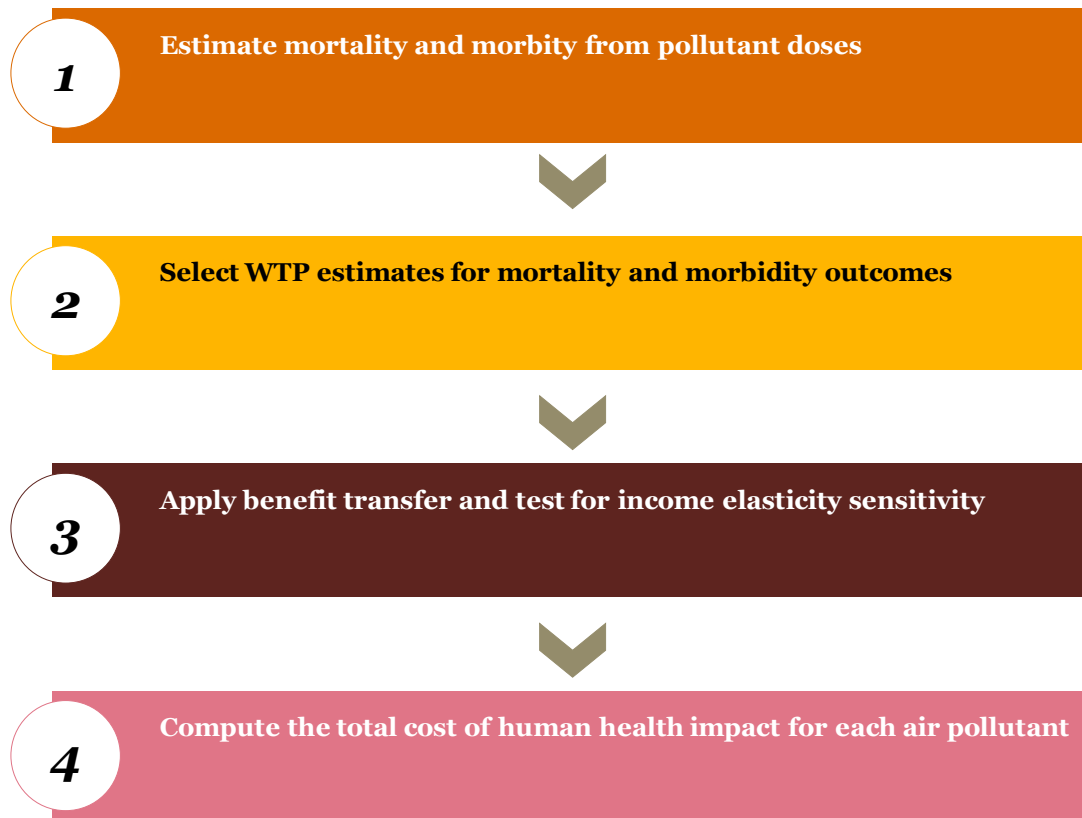 1
Estimate mortality and morbity from pollutant doses
2
Select WTP estimates for mortality and morbidity outcomes
3
Apply benefit transfer and test for income elasticity sensitivity
4
Compute the total cost of human health impact for each air pollutant